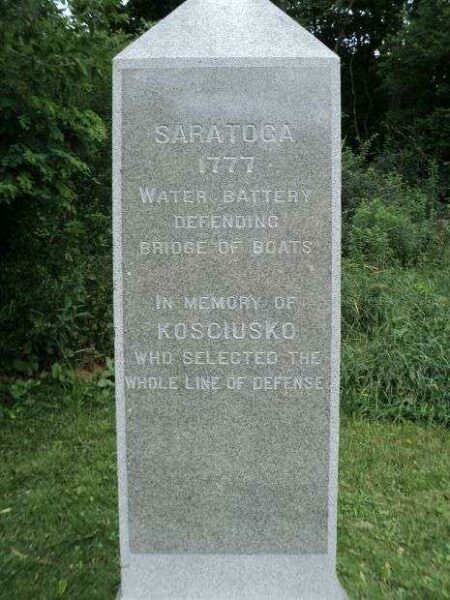 SARATOGA
1777
WATER BATTERY
DEFENDING
BRIDGE OF BOATS
IN MEMORY OF
KOSCIUSKO
WHO SELECTED THE
WHOLE LINE OF DEFENSE